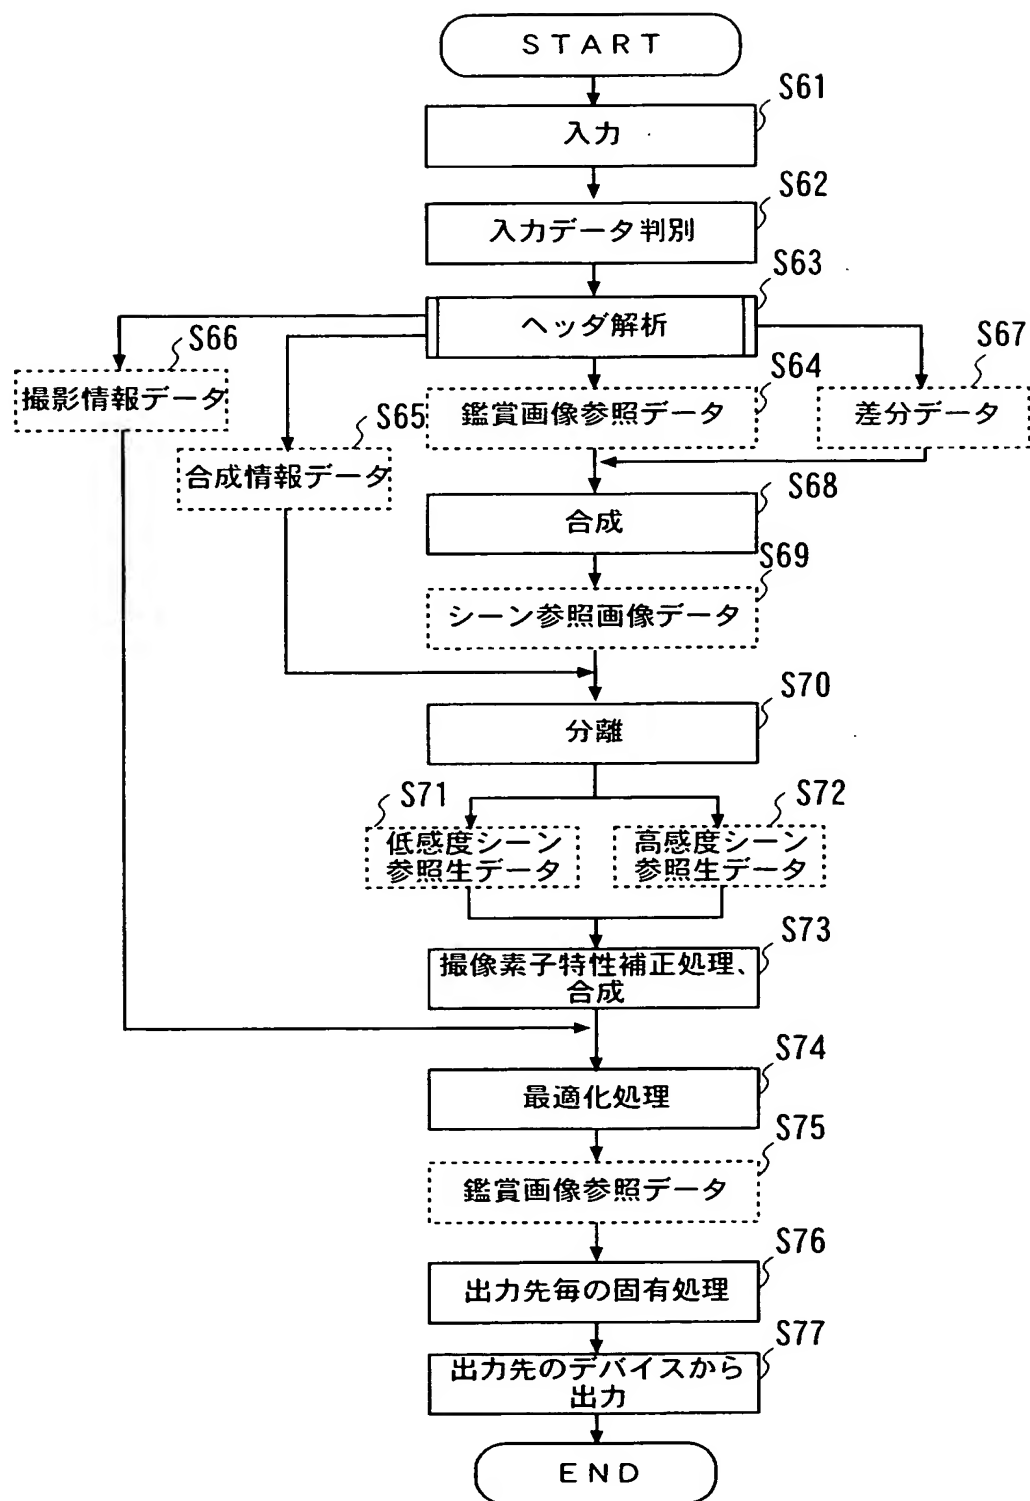 START
S61
入力
S62
入力データ判別
S63
ヘッダ解析
S66
撮影情報データ
S65
合成情報データ
S64
鑑賞画像参照データ
S67
差分データ
S68
合成
S69
シーン参照画像データ
S70
分離
S71
低感度シーン
参照生データ
S72
高感度シーン
参照生データ
S73
撮像素子特性補正処理、
合成
S74
最適化処理
S75
鑑賞画像参照データ
S76
出力先毎の固有処理
S77
出力先のデバイスから
出力
END